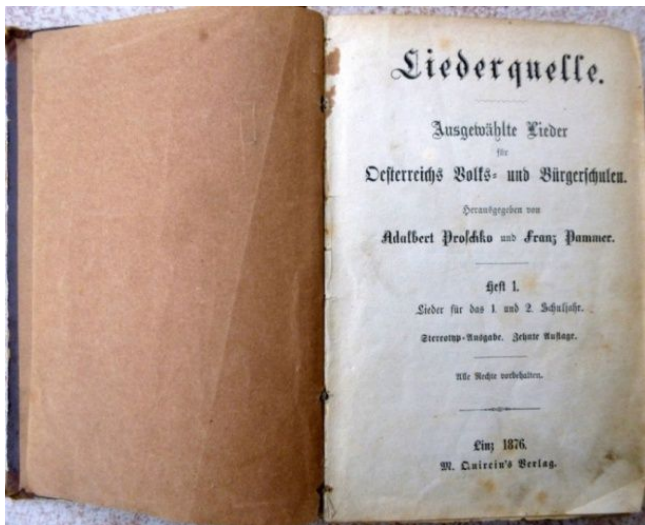 Liederquelle.
Ausgewählte Lieder
für
Oesterreichs Volks- und Bürgerschulen.
Herausgegeben von
Adalbert Proschko und Franz Pammer.
Heft 1.
Lieder für das 1. und 2. Schuljahr.
Stereotyp-Ausgabe. Zehnte Auflage.
Alle Rechte vorbehalten.
Linz 1876.
M. Quirein's Verlag.